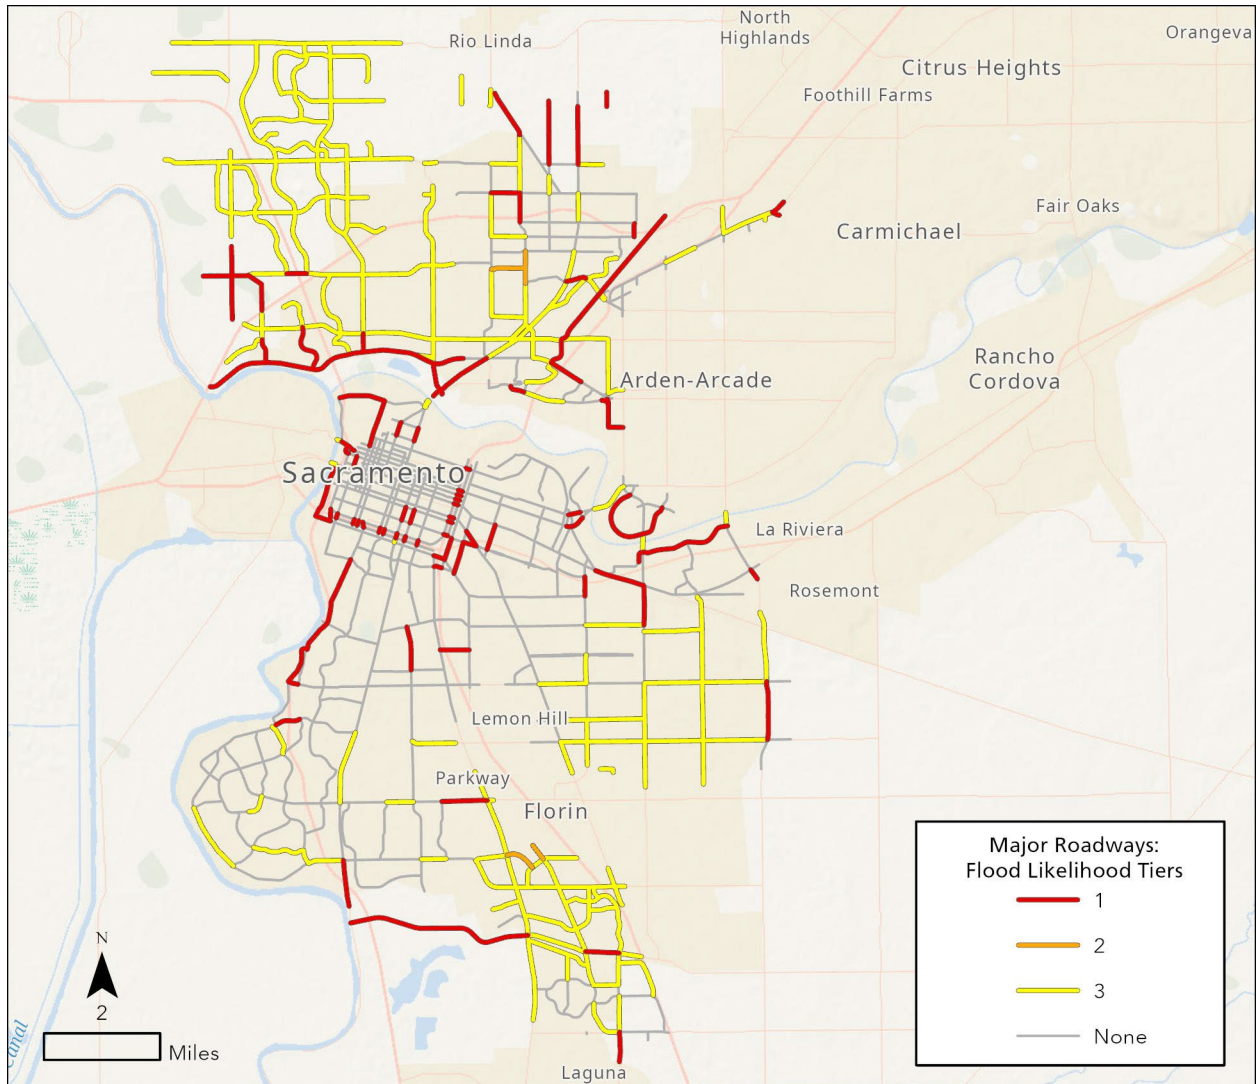 North
Highlands
Orangeva
Rio Linda
Citrus Heights
Foothill Farms
Fair Oaks
Carmichael
Rancho
Cordova
Arden-Arcade
Sacramento
La Riviera
Rosemont
Lemon Hill
Parkway
Florin
Laguna
Canal
N
2
Miles
Major Roadways:
Flood Likelihood Tiers
1
2
3
None